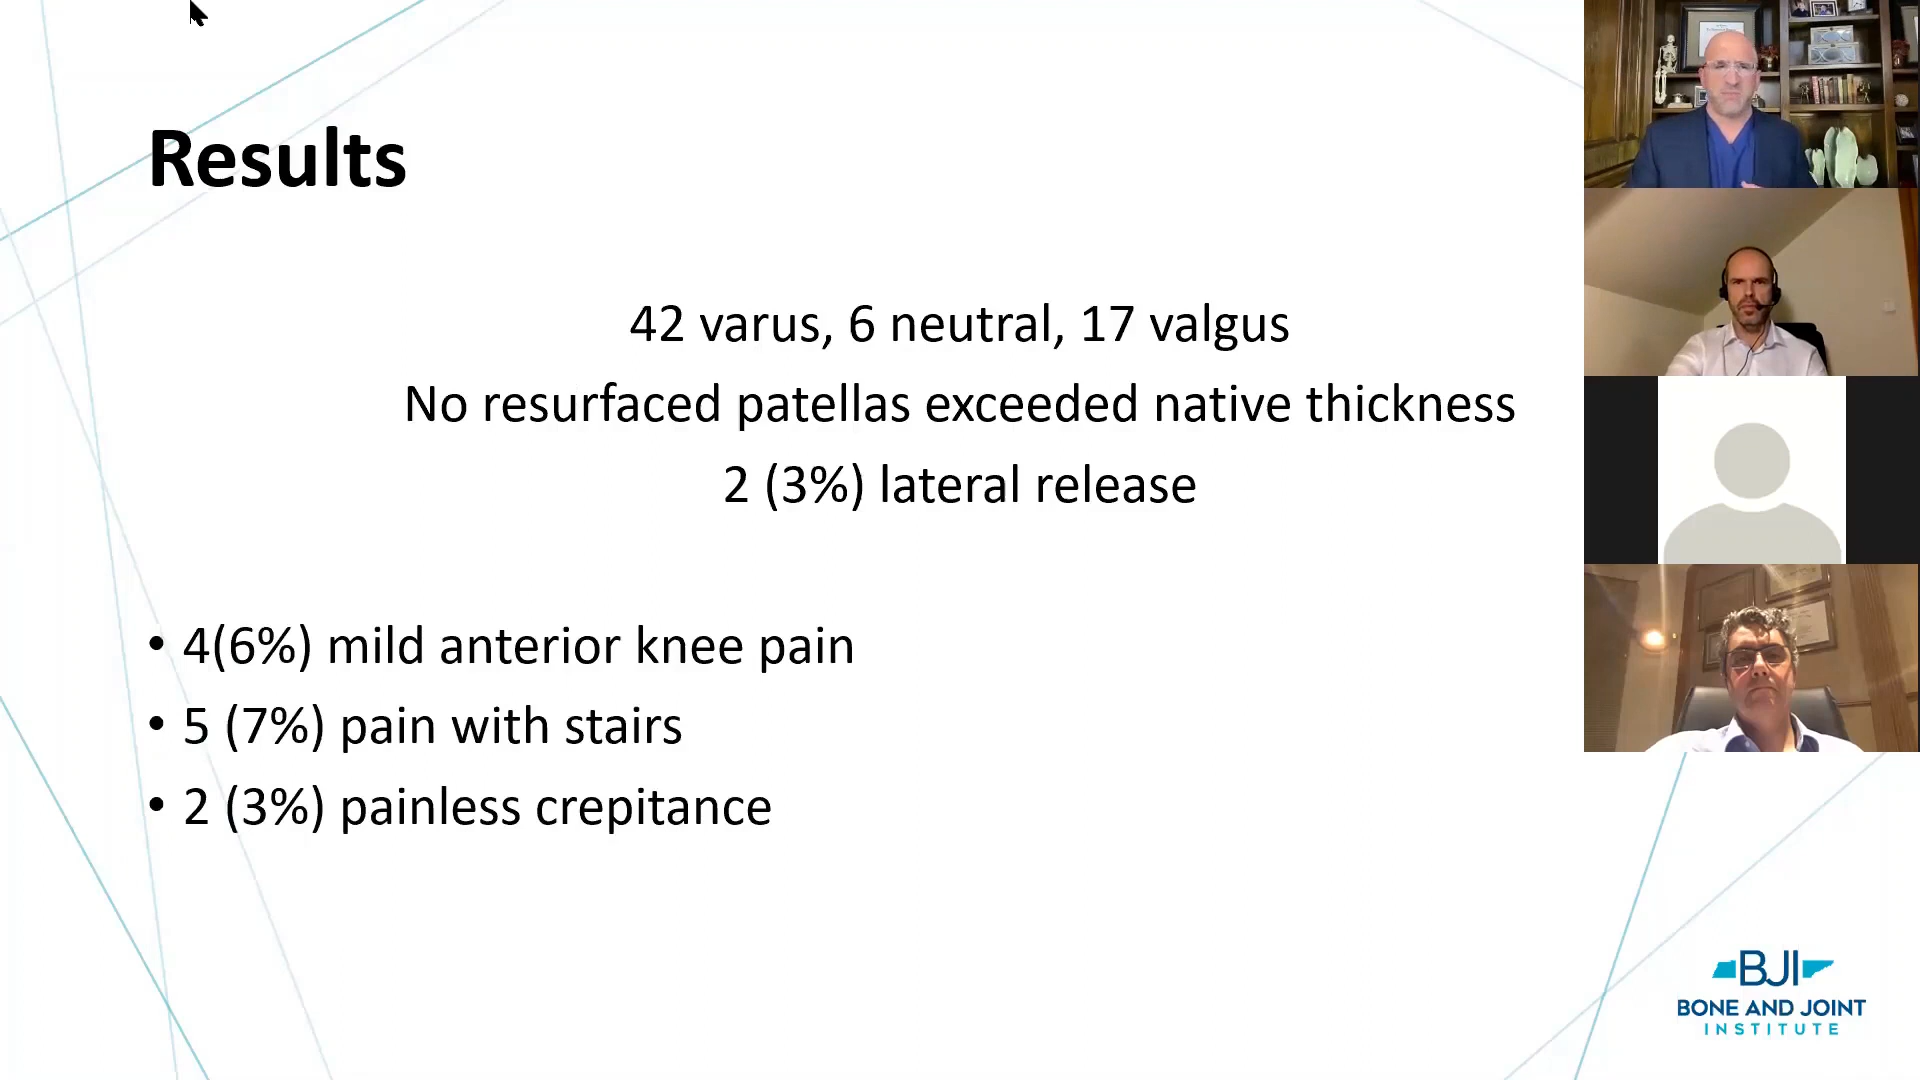 Results
42 varus, 6 neutral, 17 valgus
No resurfaced patellas exceeded native thickness
2 (3%) lateral release
• 4(6%) mild anterior knee pain
• 5 (7%) pain with stairs
• 2 (3%) painless crepitance
BJI
BONE AND JOINT
INSTITUTE